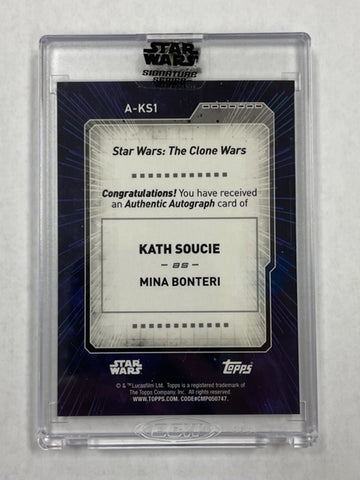 STAR WARS
SIGNATURE
SERIES
A-KS1
Star Wars: The Clone Wars
Congratulations! You have received
an Authentic Autograph card of
KATH SOUCIE
- as -
MINA BONTERI
STAR WARS
Topps
© & ™ Lucasfilm Ltd. Topps is a registered trademark of
The Topps Company, Inc. All rights reserved.
WWW.TOPPS.COM. CODE#CMP050747.